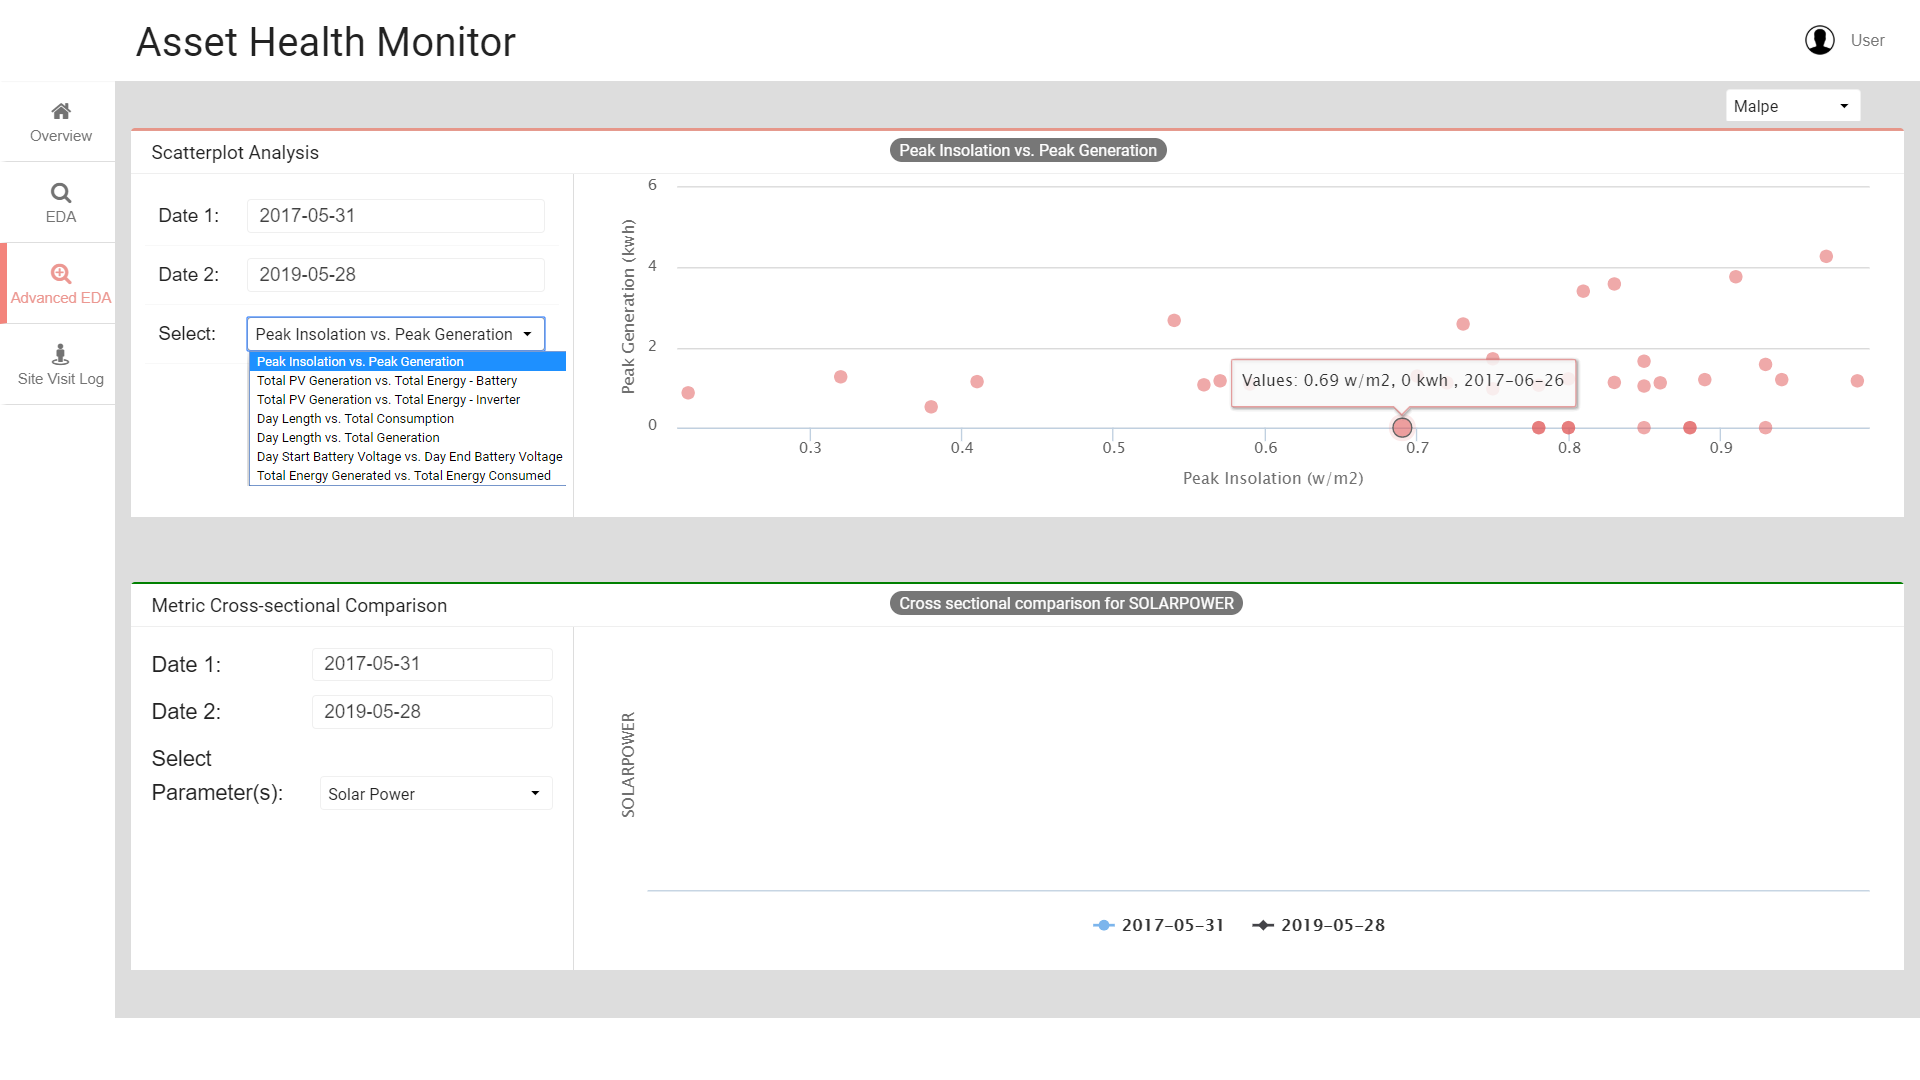 Asset Health Monitor
User
Overview
EDA
Advanced EDA
Site Visit Log
Malpe
Scatterplot Analysis
Peak Insolation vs. Peak Generation
Date 1:
2017-05-31
Date 2:
2019-05-28
Select:
Peak Insolation vs. Peak Generation
Peak Insolation vs. Peak Generation
Total PV Generation vs. Total Energy - Battery
Total PV Generation vs. Total Energy - Inverter
Day Length vs. Total Consumption
Day Length vs. Total Generation
Day Start Battery Voltage vs. Day End Battery Voltage
Total Energy Generated vs. Total Energy Consumed
Peak Generation (kwh)
6
4
2
0
Values: 0.69 w/m2, 0 kwh , 2017-06-26
0.3 0.4 0.5 0.6 0.7 0.8 0.9
Peak Insolation (w/m2)
Metric Cross-sectional Comparison
Cross sectional comparison for SOLARPOWER
Date 1:
2017-05-31
Date 2:
2019-05-28
Select
Parameter(s):
Solar Power
SOLARPOWER
2017-05-31 2019-05-28